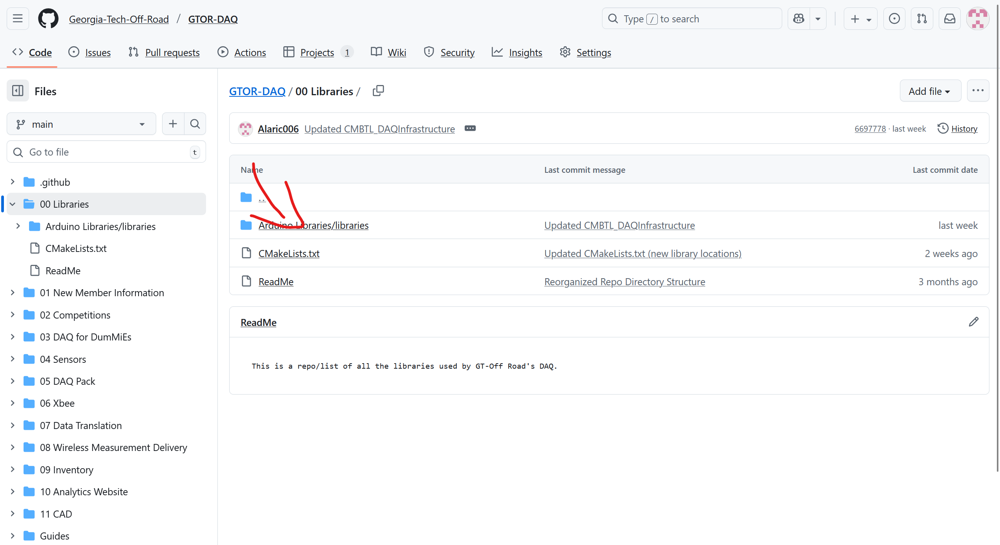 Georgia-Tech-Off-Road / GTOR-DAQ
Type / to search
Code Issues Pull requests Actions Projects 1 Wiki Security Insights Settings
Files
main
Go to file t
.github
00 Libraries
Arduino Libraries/libraries
CMakeLists.txt
ReadMe
01 New Member Information
02 Competitions
03 DAQ for DumMiEs
04 Sensors
05 DAQ Pack
06 Xbee
07 Data Translation
08 Wireless Measurement Delivery
09 Inventory
10 Analytics Website
11 CAD
Guides
GTOR-DAQ / 00 Libraries /
Add file
Alaric006 Updated CMBTL_DAQInfrastructure
6697778 · last week History
Name Last commit message Last commit date
..
Arduino Libraries/libraries Updated CMBTL_DAQInfrastructure last week
CMakeLists.txt Updated CMakeLists.txt (new library locations) 2 weeks ago
ReadMe Reorganized Repo Directory Structure 3 months ago
ReadMe
This is a repo/list of all the libraries used by GT-Off Road's DAQ.